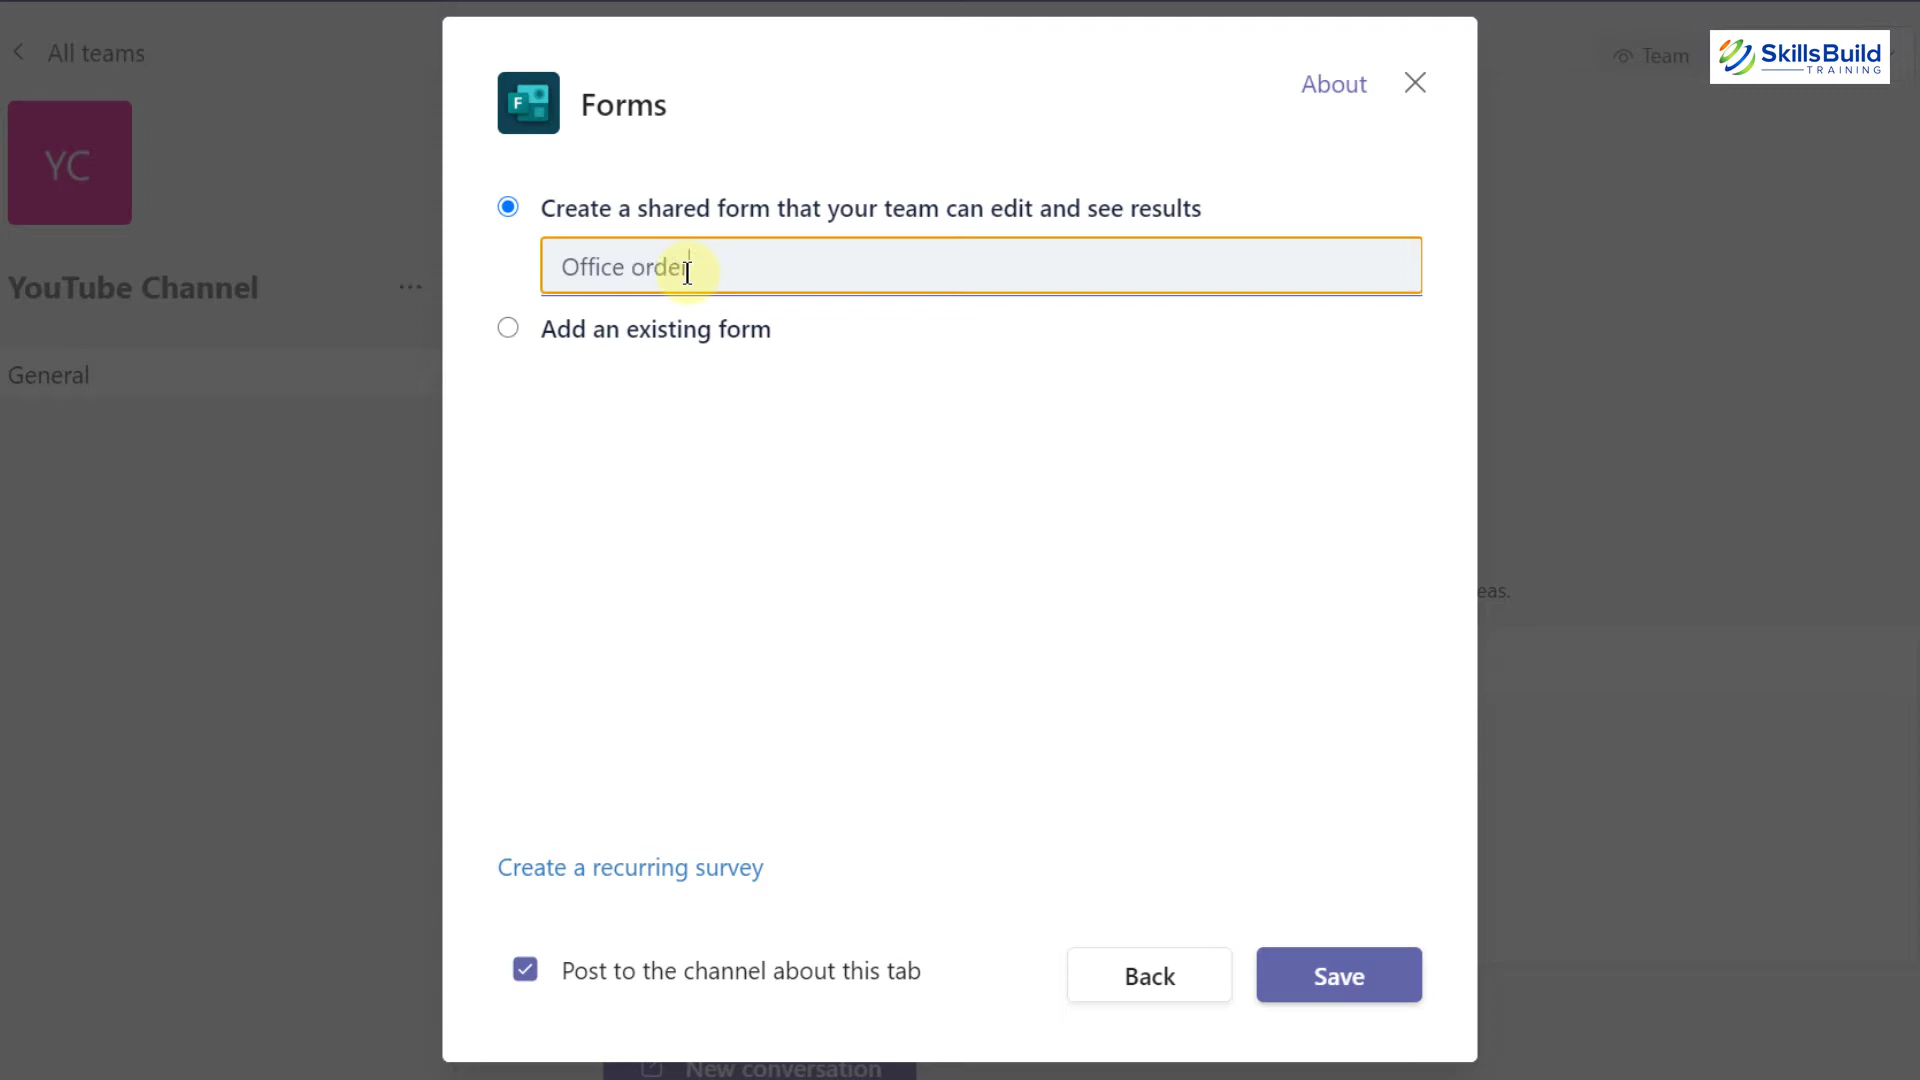 All teams
Team
SkillsBuild
TRAINING
About
F
Forms
YC
Create a shared form that your team can edit and see results
Office order
YouTube Channel
Add an existing form
General
eas.
Create a recurring survey
Post to the channel about this tab
Back
Save
New conversation